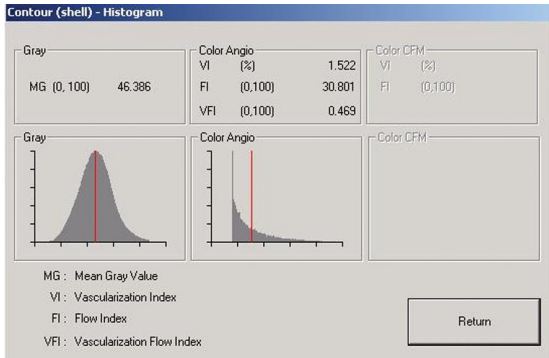 Contour (shell) - Histogram
Gray
MG (0, 100) 46.386
Color Angio
VI (%) 1.522
FI (0,100) 30.801
VFI (0,100) 0.469
Color CFM
VI (%)
FI (0,100)
Gray
Color Angio
Color CFM
MG : Mean Gray Value
VI : Vascularization Index
FI : Flow Index
VFI : Vascularization Flow Index
Return